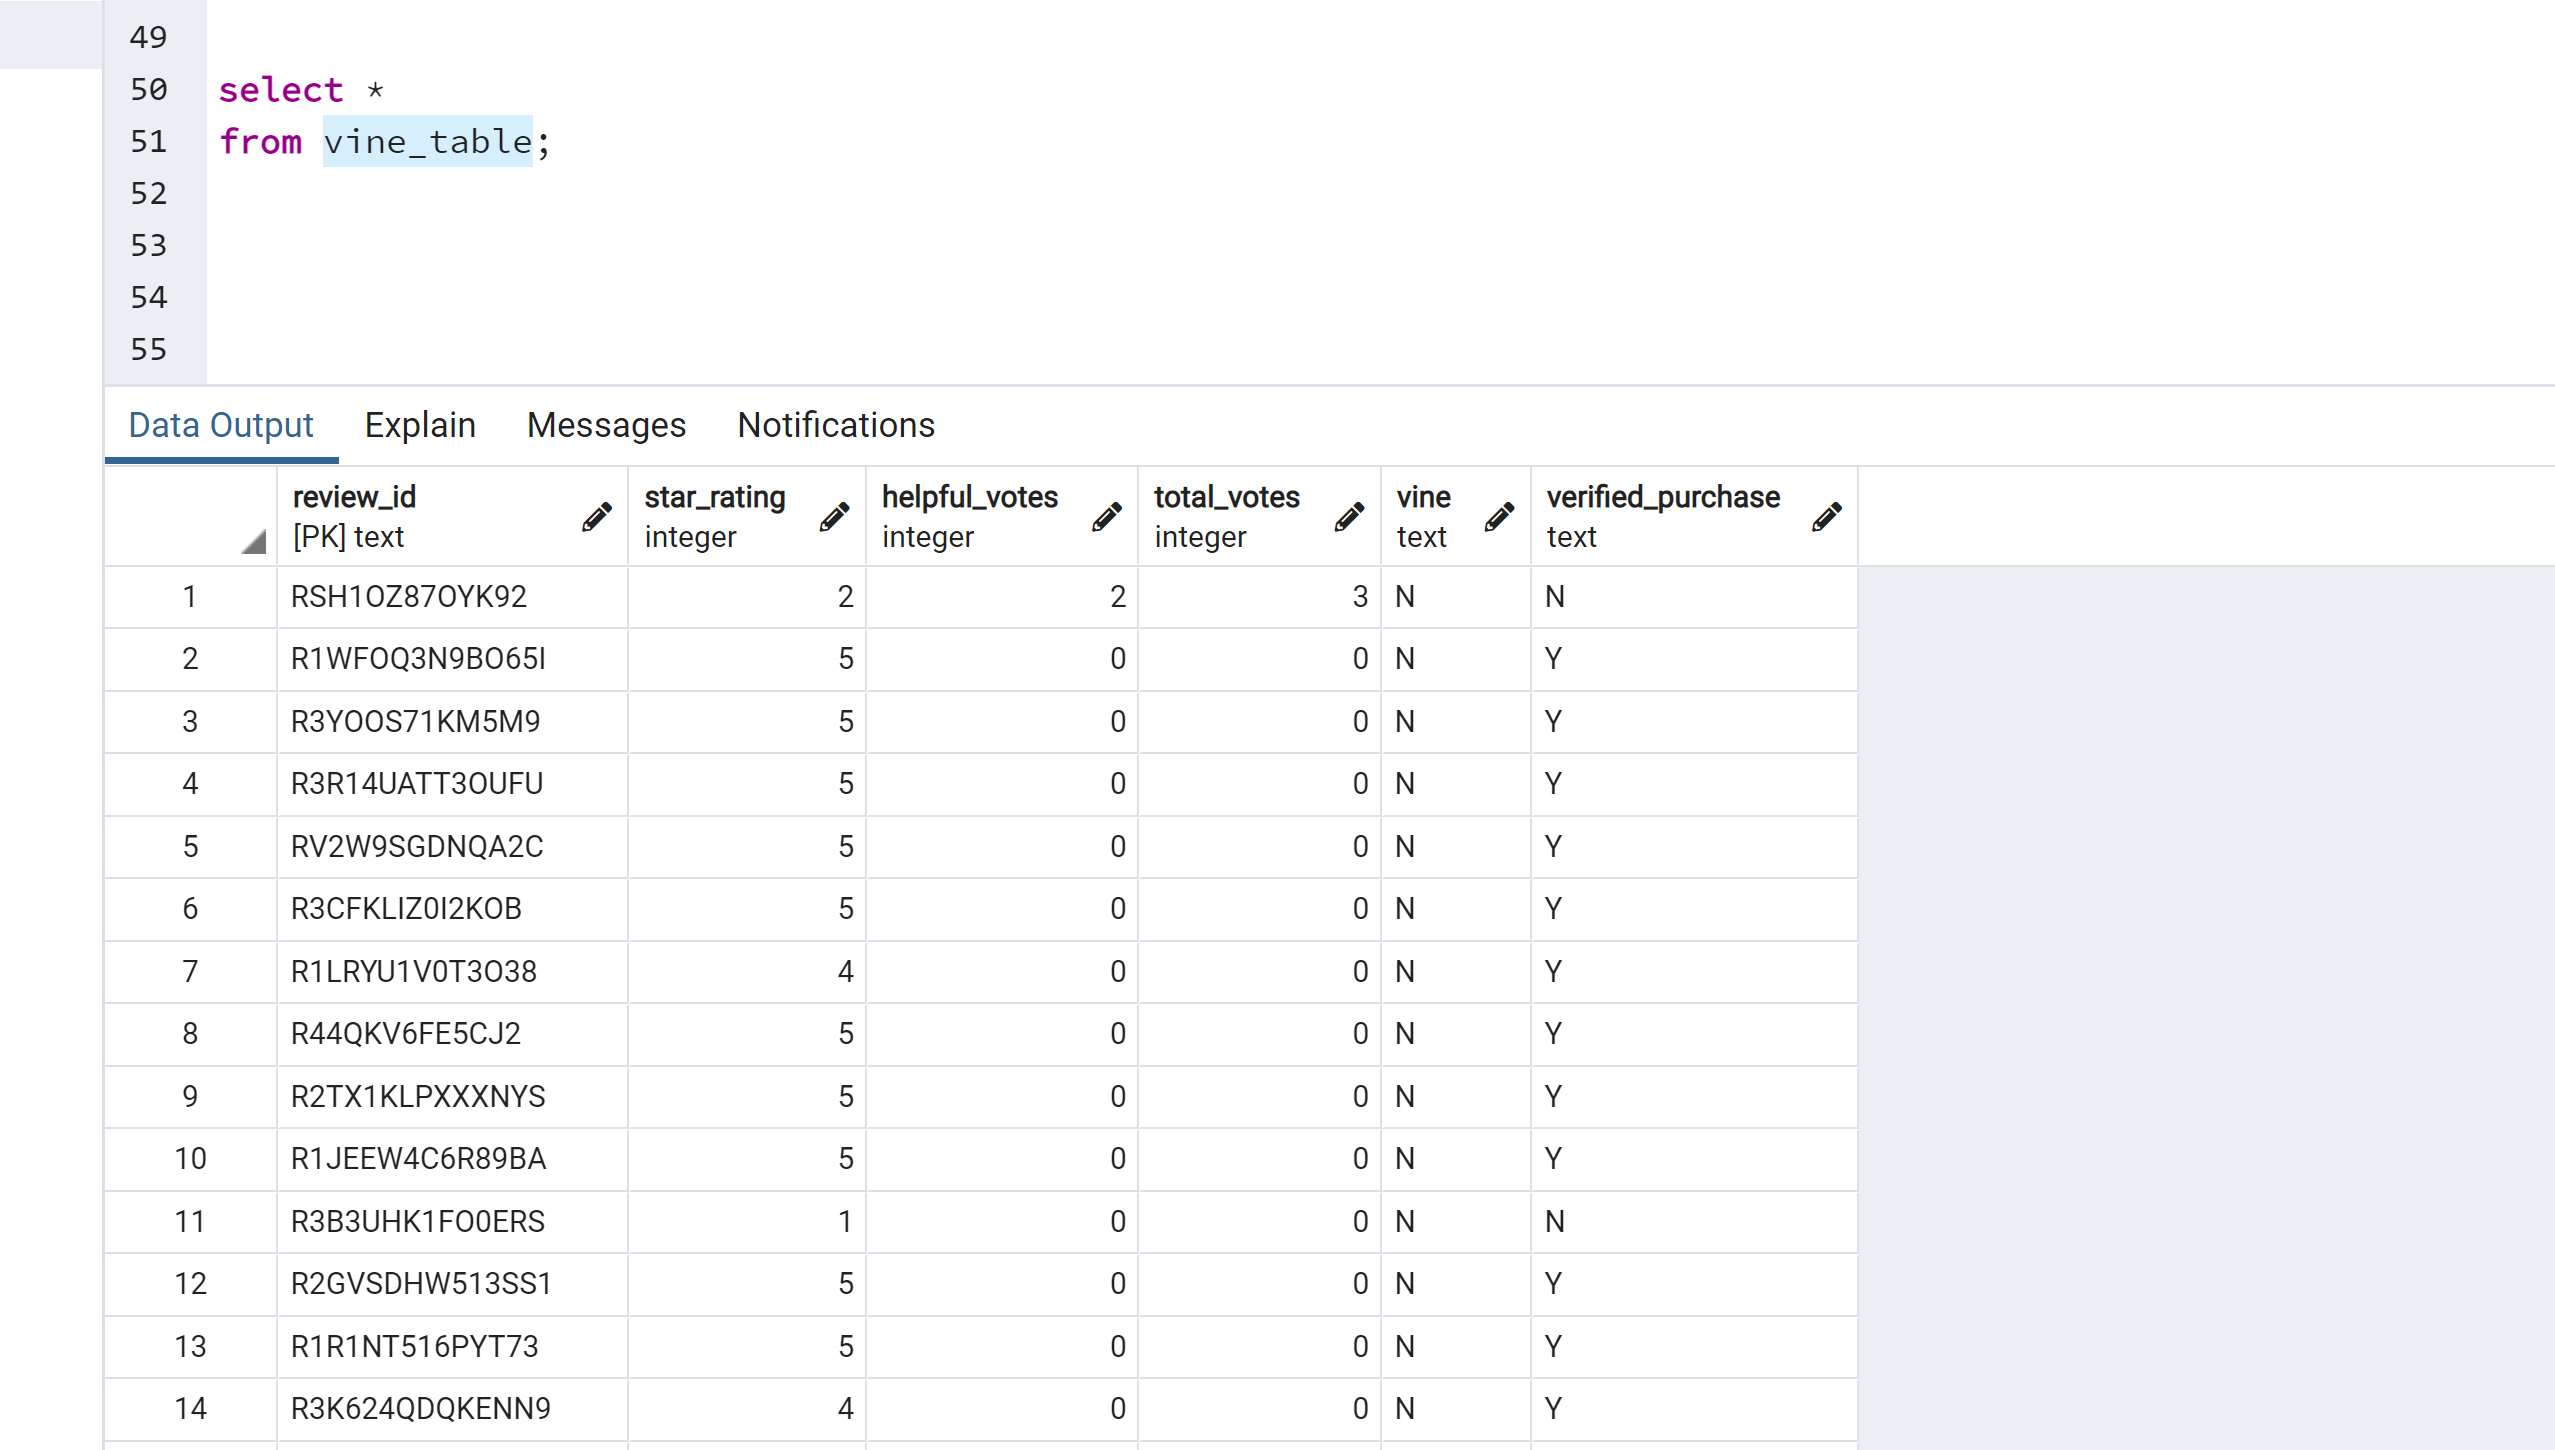 49
50 select *
51 from vine_table;
52
53
54
55
Data Output Explain Messages Notifications
review_id star_rating helpful_votes total_votes vine verified_purchase
[PK] text integer integer integer text text
1 RSH1OZ87OYK92 2 2 3 N N
2 R1WFOQ3N9BO65I 5 0 0 N Y
3 R3YOOS71KM5M9 5 0 0 N Y
4 R3R14UATT3OUFU 5 0 0 N Y
5 RV2W9SGDNQA2C 5 0 0 N Y
6 R3CFKLIZ0I2KOB 5 0 0 N Y
7 R1LRYU1V0T3O38 4 0 0 N Y
8 R44QKV6FE5CJ2 5 0 0 N Y
9 R2TX1KLPXXXNYS 5 0 0 N Y
10 R1JEEW4C6R89BA 5 0 0 N Y
11 R3B3UHK1FO0ERS 1 0 0 N N
12 R2GVSDHW513SS1 5 0 0 N Y
13 R1R1NT516PYT73 5 0 0 N Y
14 R3K624QDQKENN9 4 0 0 N Y